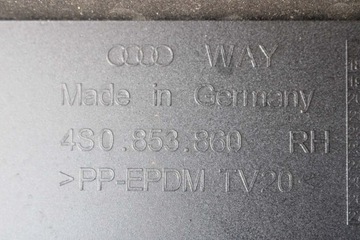 WAY
Made in Germany
4S0.853.860 RH
>PP-EPDM TV20